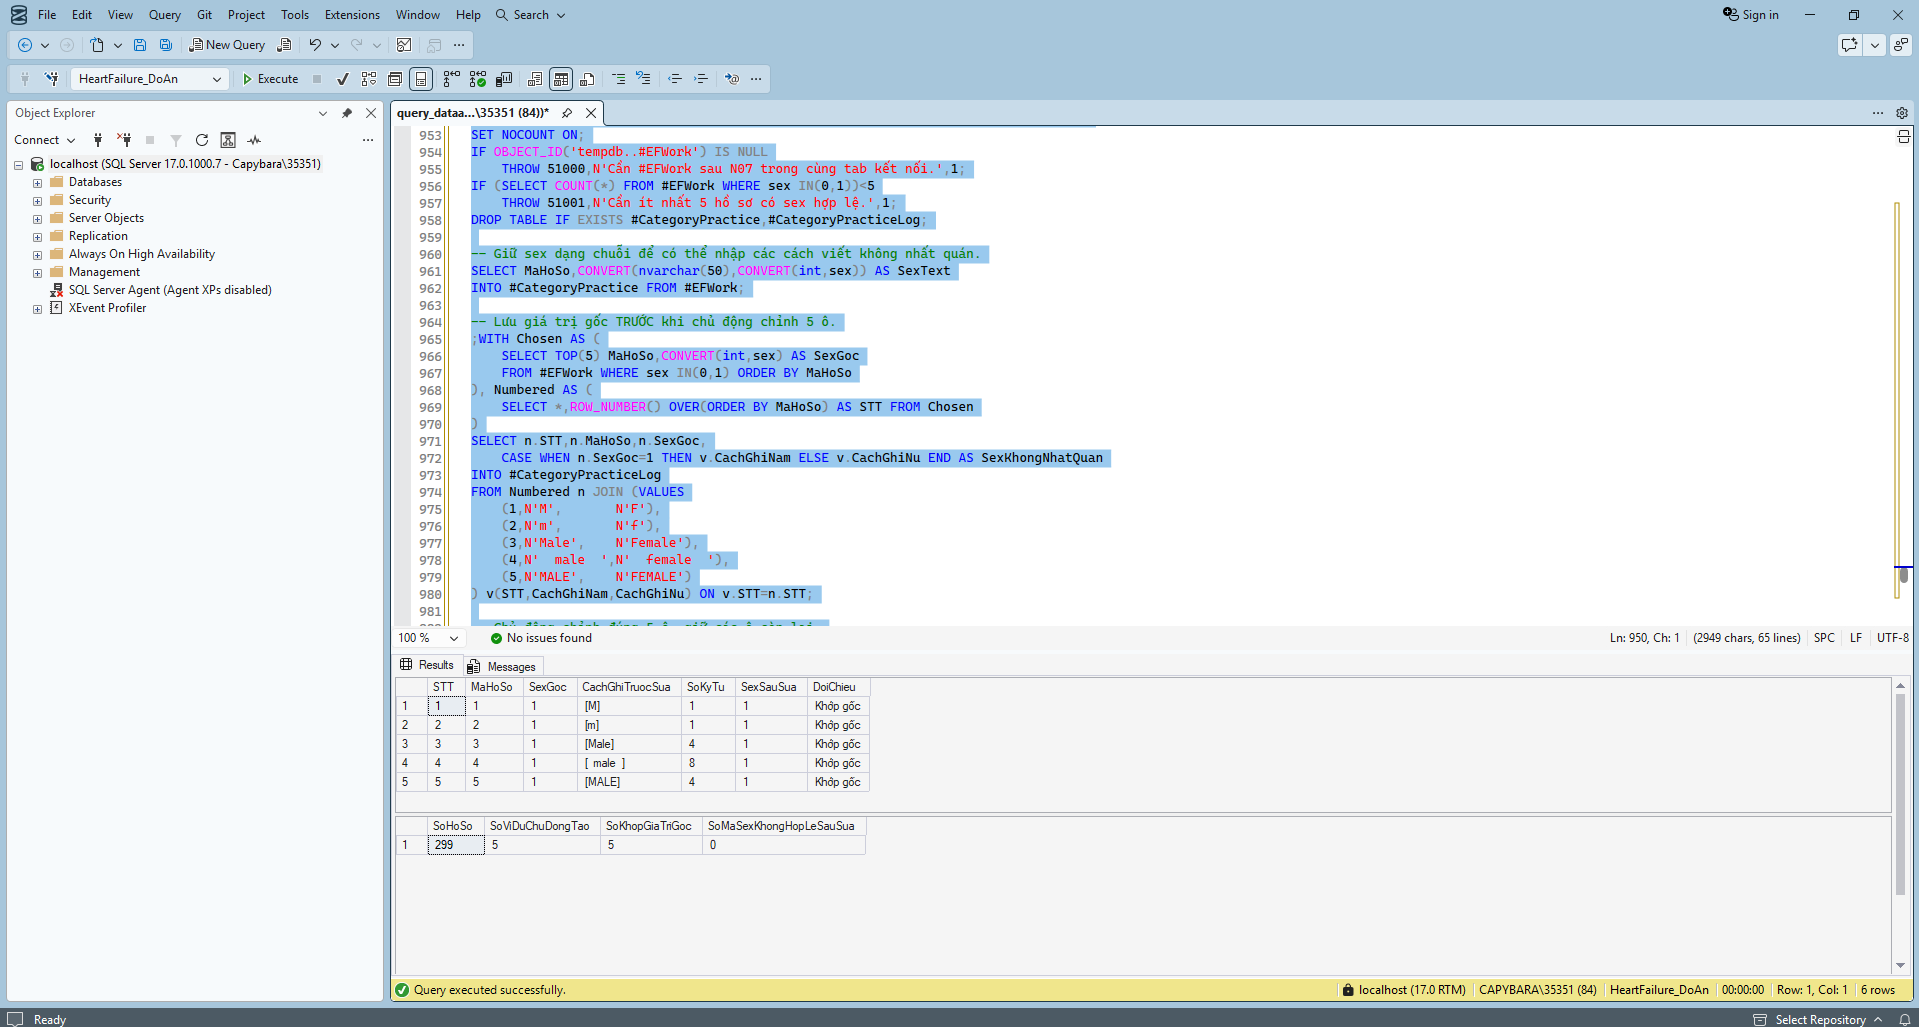 File Edit View Query Git Project Tools Extensions Window Help Search Sign in
New Query
HeartFailure_DoAn Execute
Object Explorer
Connect
localhost (SQL Server 17.0.1000.7 - Capybara\35351)
Databases
Security
Server Objects
Replication
Always On High Availability
Management
SQL Server Agent (Agent XPs disabled)
XEvent Profiler
query_dataa...\35351 (84))*
953 SET NOCOUNT ON;
954 IF OBJECT_ID('tempdb..#EFWork') IS NULL
955     THROW 51000,N'Cần #EFWork sau N07 trong cùng tab kết nối.',1;
956 IF (SELECT COUNT(*) FROM #EFWork WHERE sex IN(0,1))<5
957     THROW 51001,N'Cần ít nhất 5 hồ sơ có sex hợp lệ.',1;
958 DROP TABLE IF EXISTS #CategoryPractice,#CategoryPracticeLog;
959
960 -- Giữ sex dạng chuỗi để có thể nhập các cách viết không nhất quán.
961 SELECT MaHoSo,CONVERT(nvarchar(50),CONVERT(int,sex)) AS SexText
962 INTO #CategoryPractice FROM #EFWork;
963
964 -- Lưu giá trị gốc TRƯỚC khi chủ động chỉnh 5 ô.
965 ;WITH Chosen AS (
966     SELECT TOP(5) MaHoSo,CONVERT(int,sex) AS SexGoc
967     FROM #EFWork WHERE sex IN(0,1) ORDER BY MaHoSo
968 ), Numbered AS (
969     SELECT *,ROW_NUMBER() OVER(ORDER BY MaHoSo) AS STT FROM Chosen
970 )
971 SELECT n.STT,n.MaHoSo,n.SexGoc,
972     CASE WHEN n.SexGoc=1 THEN v.CachGhiNam ELSE v.CachGhiNu END AS SexKhongNhatQuan
973 INTO #CategoryPracticeLog
974 FROM Numbered n JOIN (VALUES
975     (1,N'M',       N'F'),
976     (2,N'm',       N'f'),
977     (3,N'Male',    N'Female'),
978     (4,N'  male  ',N'  female  '),
979     (5,N'MALE',    N'FEMALE')
980 ) v(STT,CachGhiNam,CachGhiNu) ON v.STT=n.STT;
981
100 % No issues found Ln: 950, Ch: 1 (2949 chars, 65 lines) SPC LF UTF-8
Results Messages
STT MaHoSo SexGoc CachGhiTruocSua SoKyTu SexSauSua DoiChieu
1 1 1 1 [M] 1 1 Khớp gốc
2 2 2 1 [m] 1 1 Khớp gốc
3 3 3 1 [Male] 4 1 Khớp gốc
4 4 4 1 [  male  ] 8 1 Khớp gốc
5 5 5 1 [MALE] 4 1 Khớp gốc
SoHoSo SoViDuChuDongTao SoKhopGiaTriGoc SoMaSexKhongHopLeSauSua
1 299 5 5 0
Query executed successfully. localhost (17.0 RTM) CAPYBARA\35351 (84) HeartFailure_DoAn 00:00:00 Row: 1, Col: 1 6 rows
Ready Select Repository